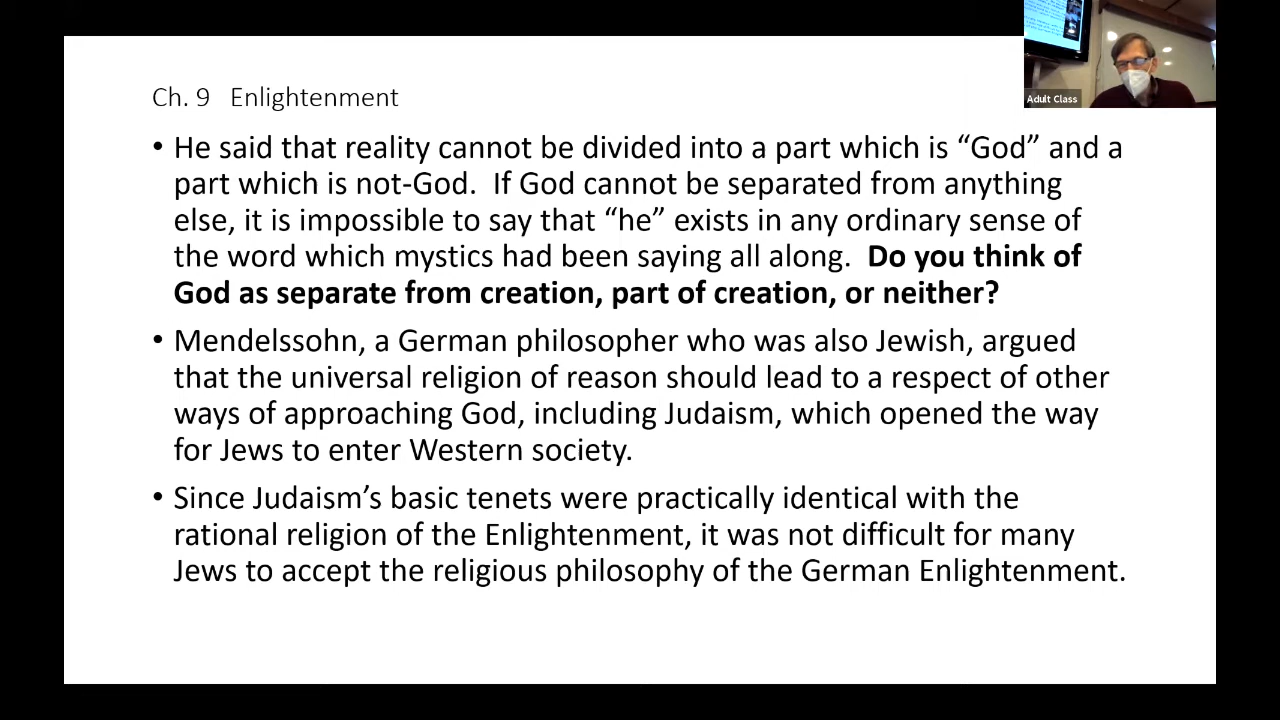 Ch. 9   Enlightenment
• He said that reality cannot be divided into a part which is “God” and a
part which is not-God.  If God cannot be separated from anything
else, it is impossible to say that “he” exists in any ordinary sense of
the word which mystics had been saying all along.  Do you think of
God as separate from creation, part of creation, or neither?
• Mendelssohn, a German philosopher who was also Jewish, argued
that the universal religion of reason should lead to a respect of other
ways of approaching God, including Judaism, which opened the way
for Jews to enter Western society.
• Since Judaism’s basic tenets were practically identical with the
rational religion of the Enlightenment, it was not difficult for many
Jews to accept the religious philosophy of the German Enlightenment.
Adult Class